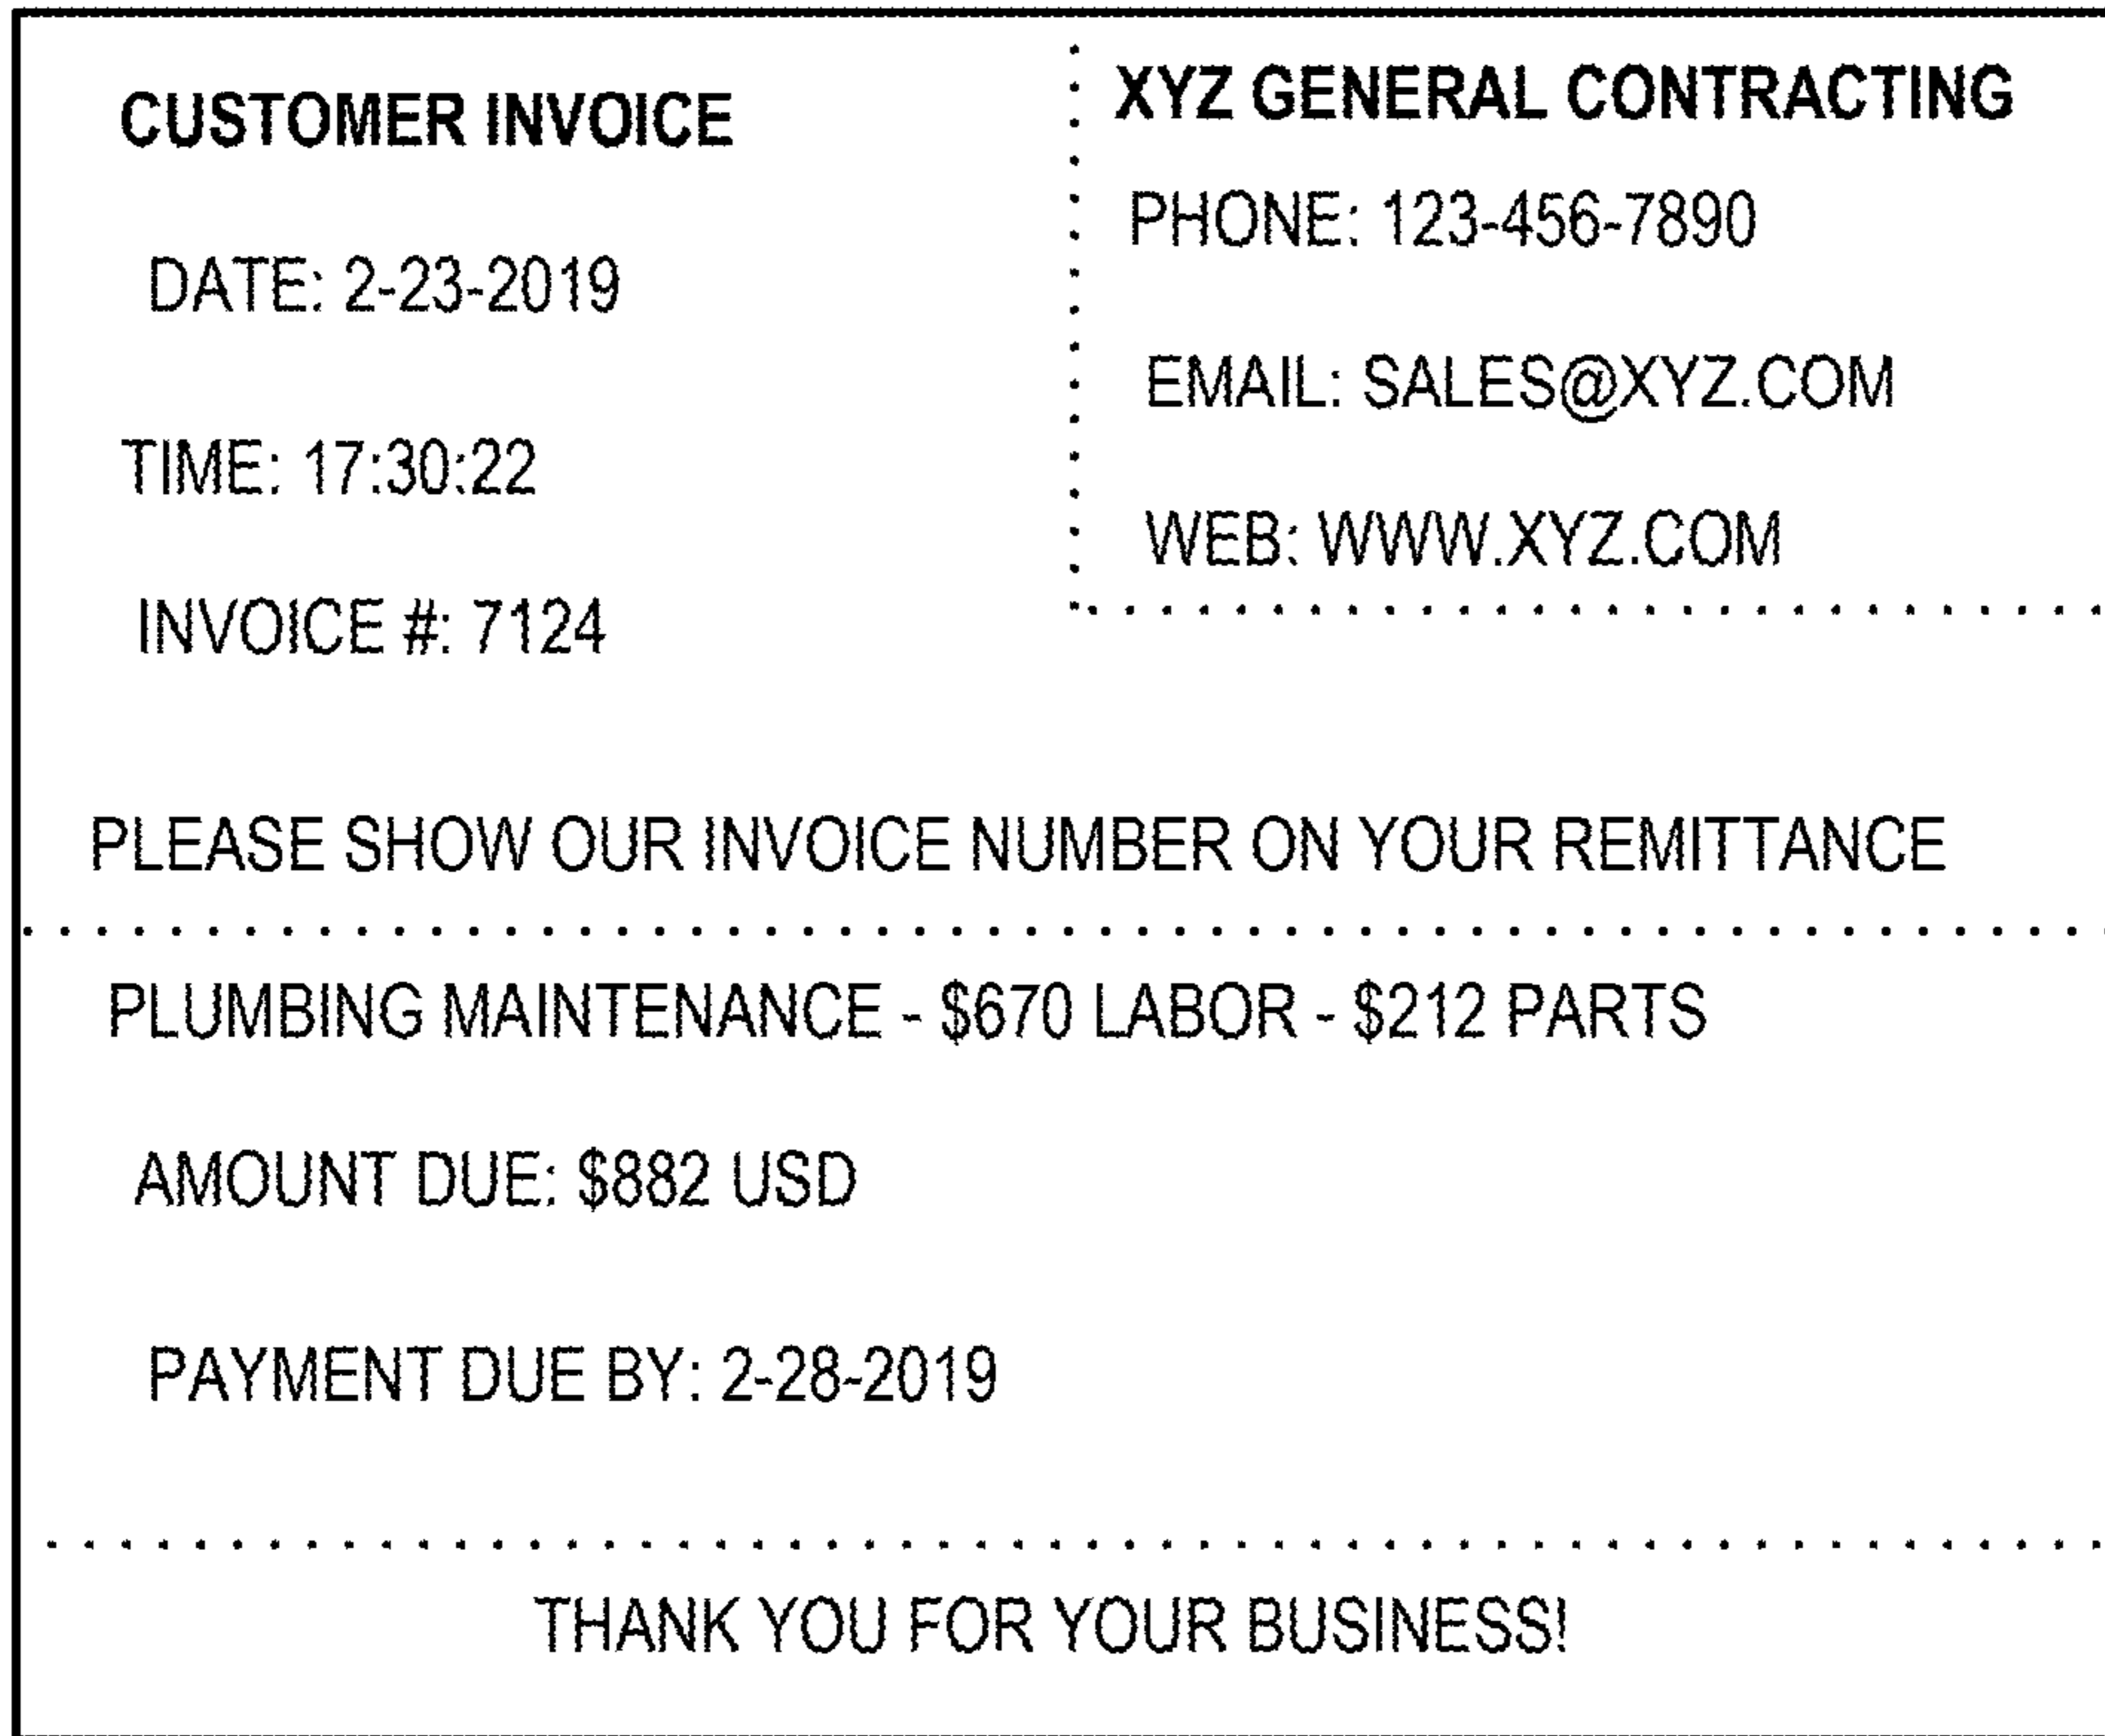 CUSTOMER INVOICE
DATE: 2-23-2019
TIME: 17:30:22
INVOICE #: 7124
XYZ GENERAL CONTRACTING
PHONE: 123-456-7890
EMAIL: SALES@XYZ.COM
WEB: WWW.XYZ.COM
PLEASE SHOW OUR INVOICE NUMBER ON YOUR REMITTANCE
PLUMBING MAINTENANCE - $670 LABOR - $212 PARTS
AMOUNT DUE: $882 USD
PAYMENT DUE BY: 2-28-2019
THANK YOU FOR YOUR BUSINESS!